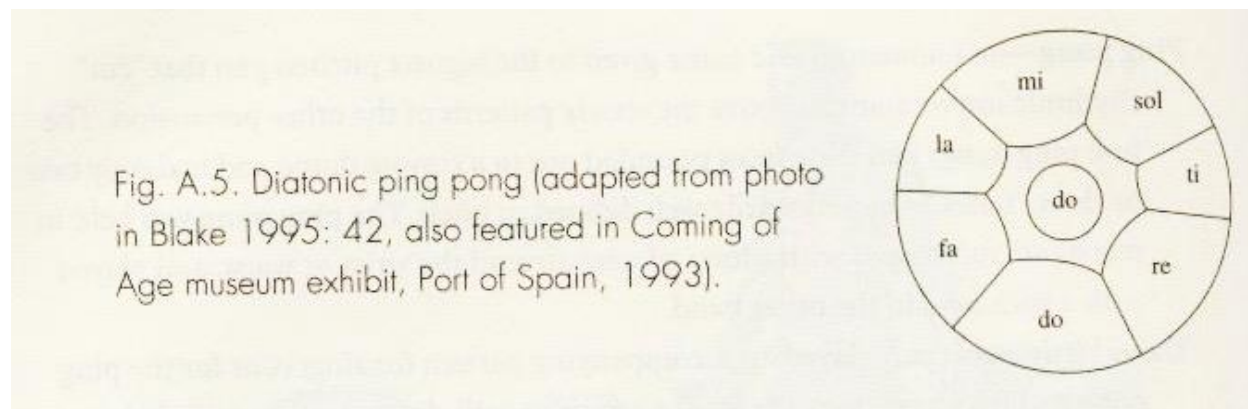 Fig. A.5. Diatonic ping pong (adapted from photo
in Blake 1995: 42, also featured in Coming of
Age museum exhibit, Port of Spain, 1993).
mi
sol
la
ti
do
fa
re
do